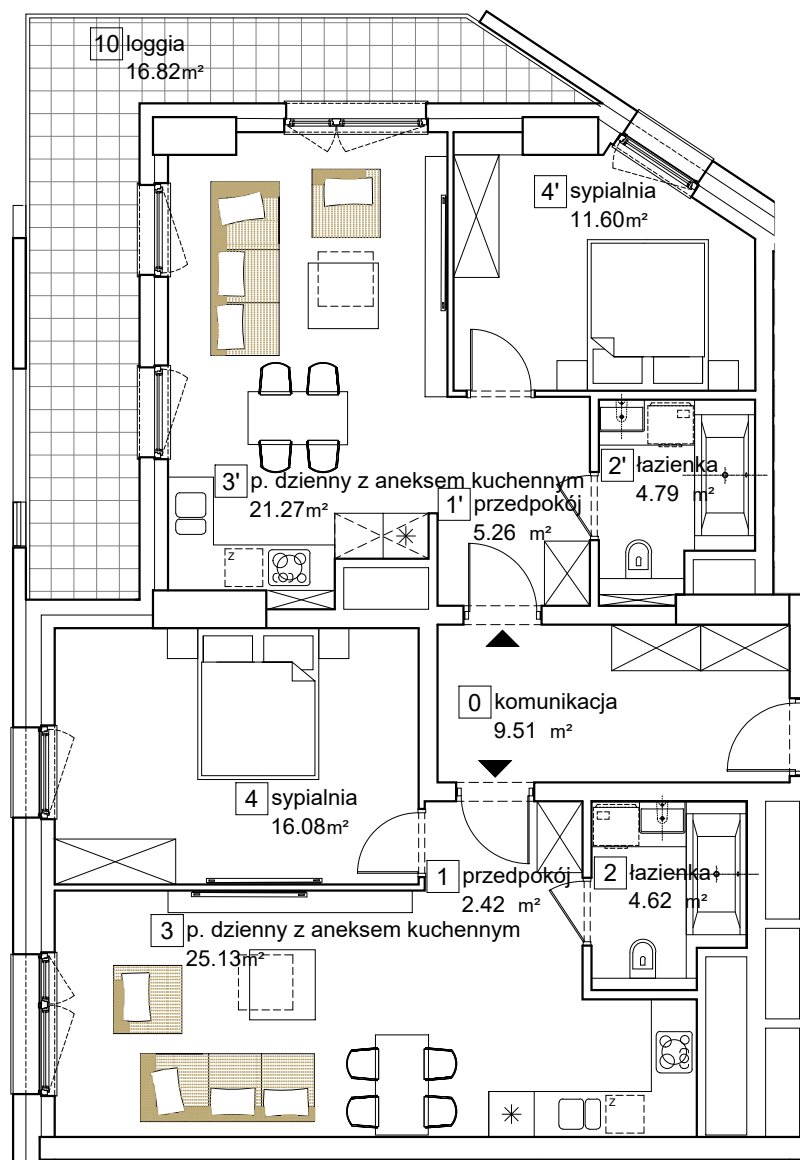 10 loggia
16.82m²
4' sypialnia
11.60m²
3' p. dzienny z aneksem kuchennym
21.27m²
2' łazienka
4.79 m²
1' przedpokój
5.26 m²
z
0 komunikacja
9.51 m²
4 sypialnia
16.08m²
1 przedpokój
2.42 m²
2 łazienka
4.62 m²
3 p. dzienny z aneksem kuchennym
25.13m²
z